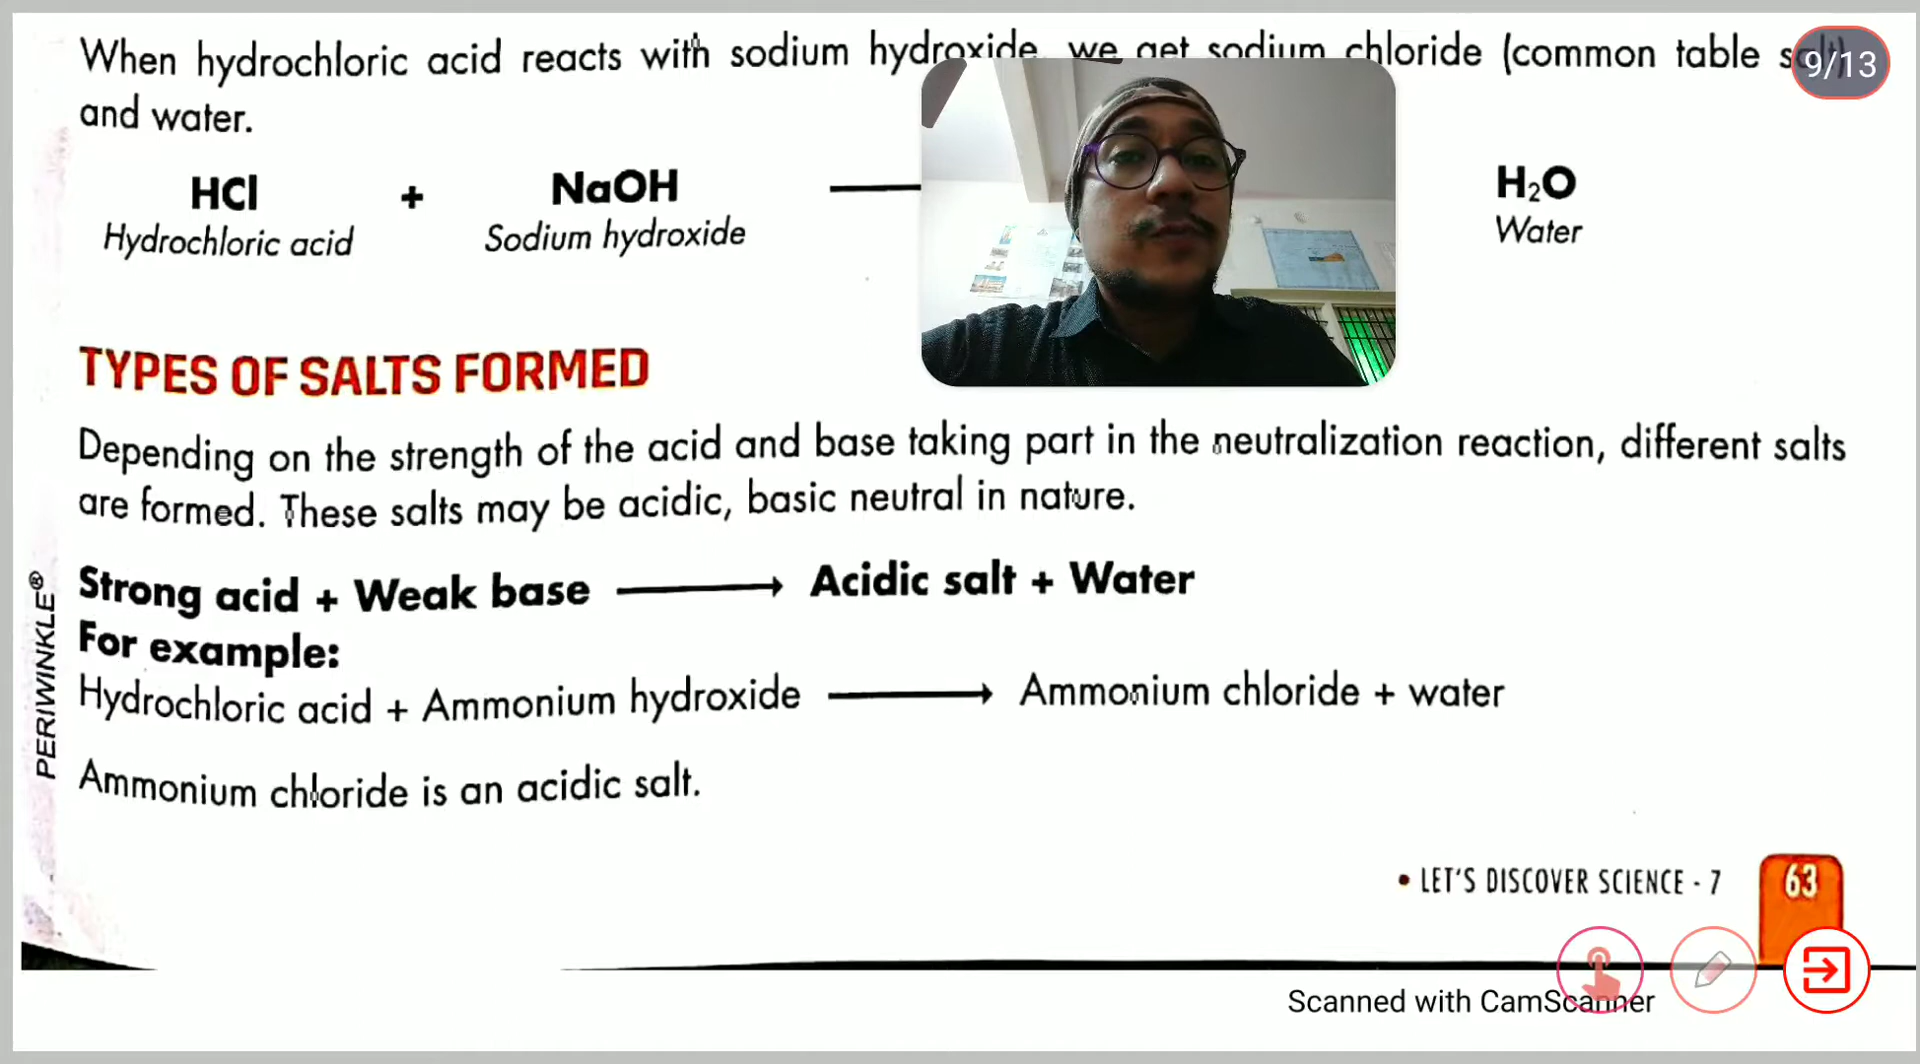 When hydrochloric acid reacts with sodium hydroxide, we get sodium chloride (common table salt)
9/13
and water.
HCl + NaOH H₂O
Hydrochloric acid Sodium hydroxide Water
TYPES OF SALTS FORMED
Depending on the strength of the acid and base taking part in the neutralization reaction, different salts
are formed. These salts may be acidic, basic neutral in nature.
Strong acid + Weak base ⟶ Acidic salt + Water
For example:
Hydrochloric acid + Ammonium hydroxide ⟶ Ammonium chloride + water
Ammonium chloride is an acidic salt.
PERIWINKLE®
• LET'S DISCOVER SCIENCE - 7 63
Scanned with CamScanner